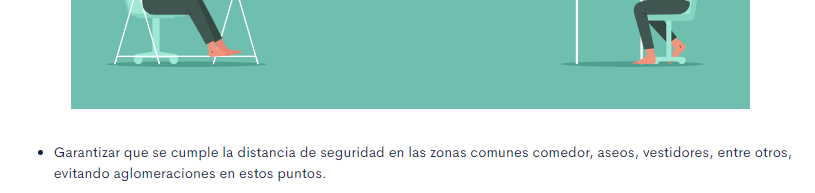 Garantizar que se cumple la distancia de seguridad en las zonas comunes comedor, aseos, vestidores, entre otros,
evitando aglomeraciones en estos puntos.